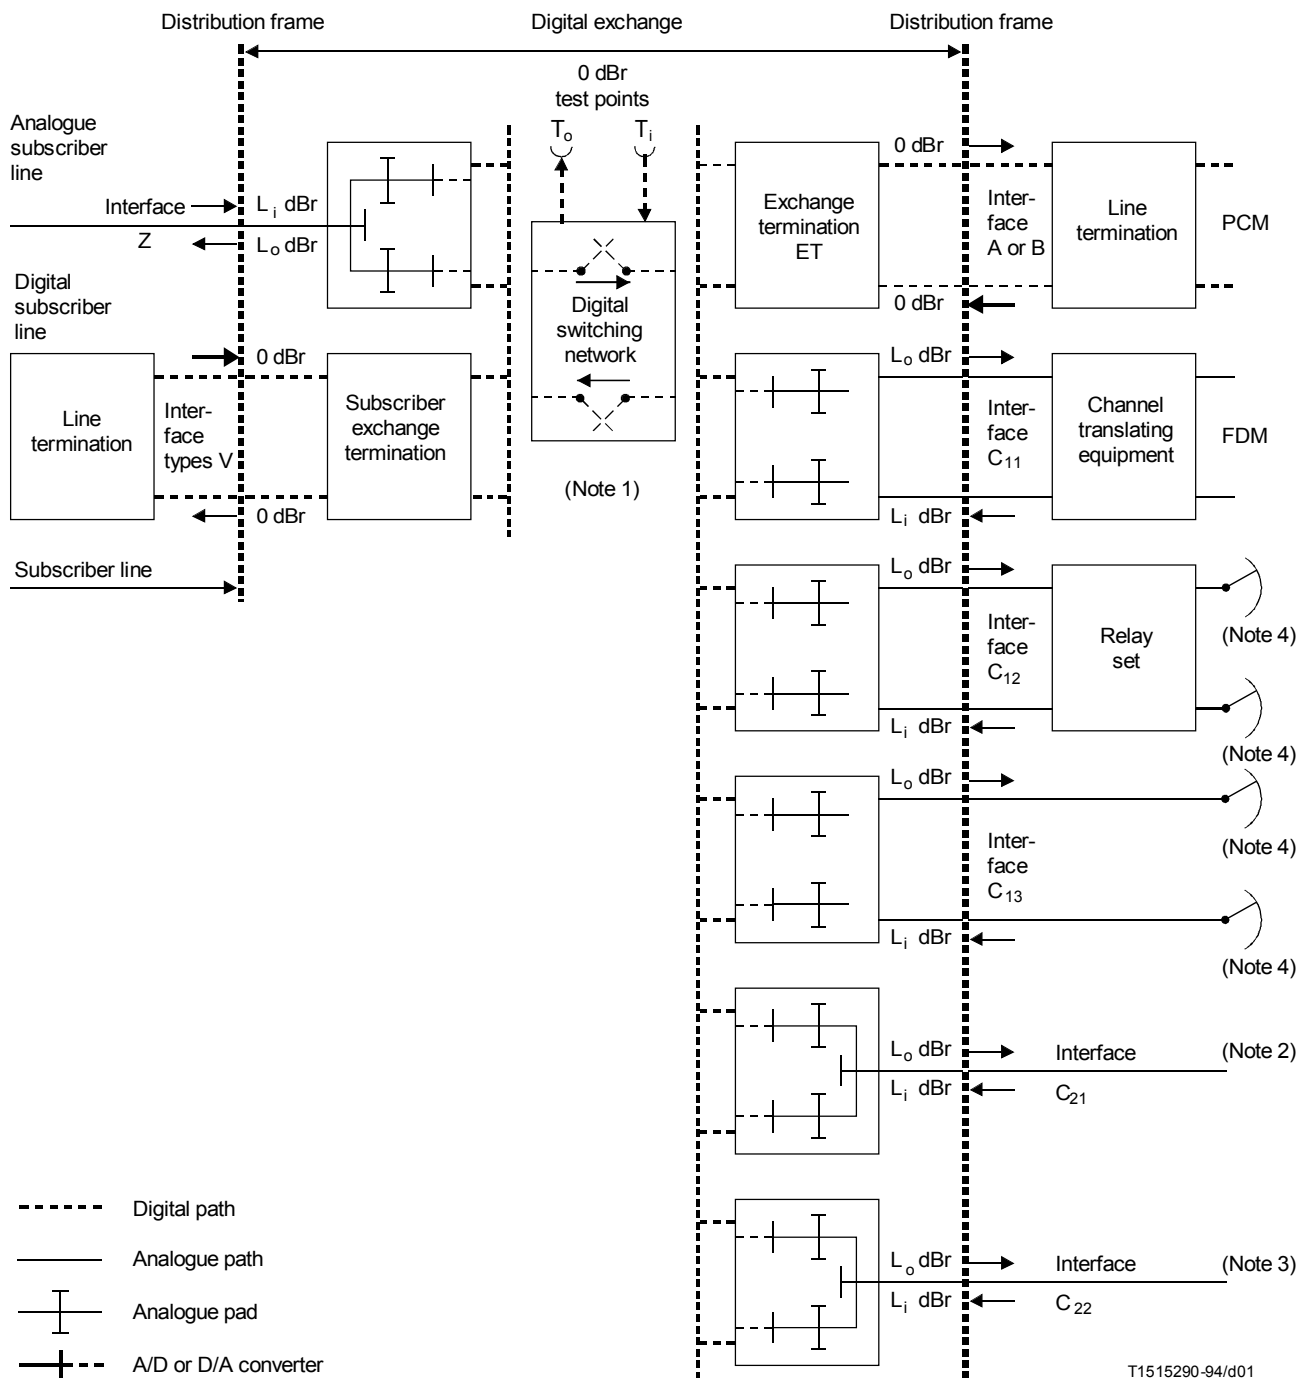 Distribution frame
Digital exchange
Distribution frame
0 dBr
test points
To
Ti
Analogue
subscriber
line
Interface
Z
Li dBr
Lo dBr
Digital
subscriber
line
0 dBr
Line
termination
Inter-
face
types V
Subscriber
exchange
termination
0 dBr
Subscriber line
Digital
switching
network
(Note 1)
0 dBr
Exchange
termination
ET
Inter-
face
A or B
Line
termination
PCM
0 dBr
Lo dBr
Inter-
face
C11
Channel
translating
equipment
FDM
Li dBr
Lo dBr
Inter-
face
C12
Relay
set
(Note 4)
Li dBr
(Note 4)
Lo dBr
Inter-
face
C13
(Note 4)
Li dBr
(Note 4)
Lo dBr
Li dBr
Interface
C21
(Note 2)
Lo dBr
Li dBr
Interface
C22
(Note 3)
Digital path
Analogue path
Analogue pad
A/D or D/A converter
T1515290-94/d01